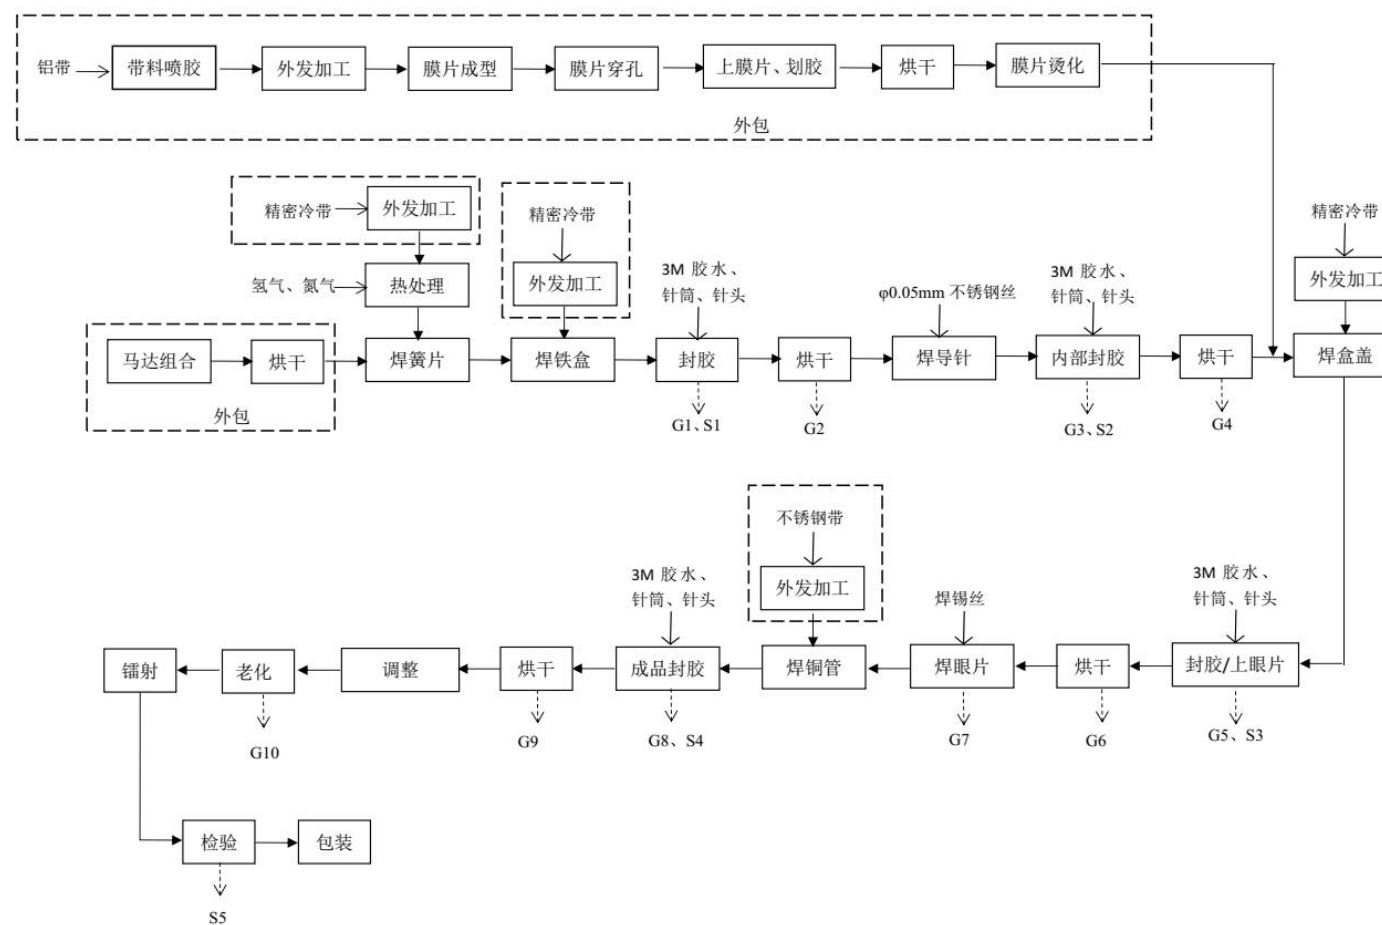 铝带
带料喷胶
外发加工
膜片成型
膜片穿孔
上膜片、划胶
烘干
膜片烫化
外包
精密冷带
外发加工
精密冷带
精密冷带
氢气、氮气
热处理
外发加工
3M 胶水、
针筒、针头
φ0.05mm 不锈钢丝
3M 胶水、
针筒、针头
外发加工
马达组合
烘干
焊簧片
焊铁盒
封胶
烘干
焊导针
内部封胶
烘干
焊盒盖
外包
G1、S1
G2
G3、S2
G4
不锈钢带
3M 胶水、
针筒、针头
外发加工
焊锡丝
3M 胶水、
针筒、针头
镭射
老化
调整
烘干
成品封胶
焊铜管
焊眼片
烘干
封胶/上眼片
G10
G9
G8、S4
G7
G6
G5、S3
检验
包装
S5